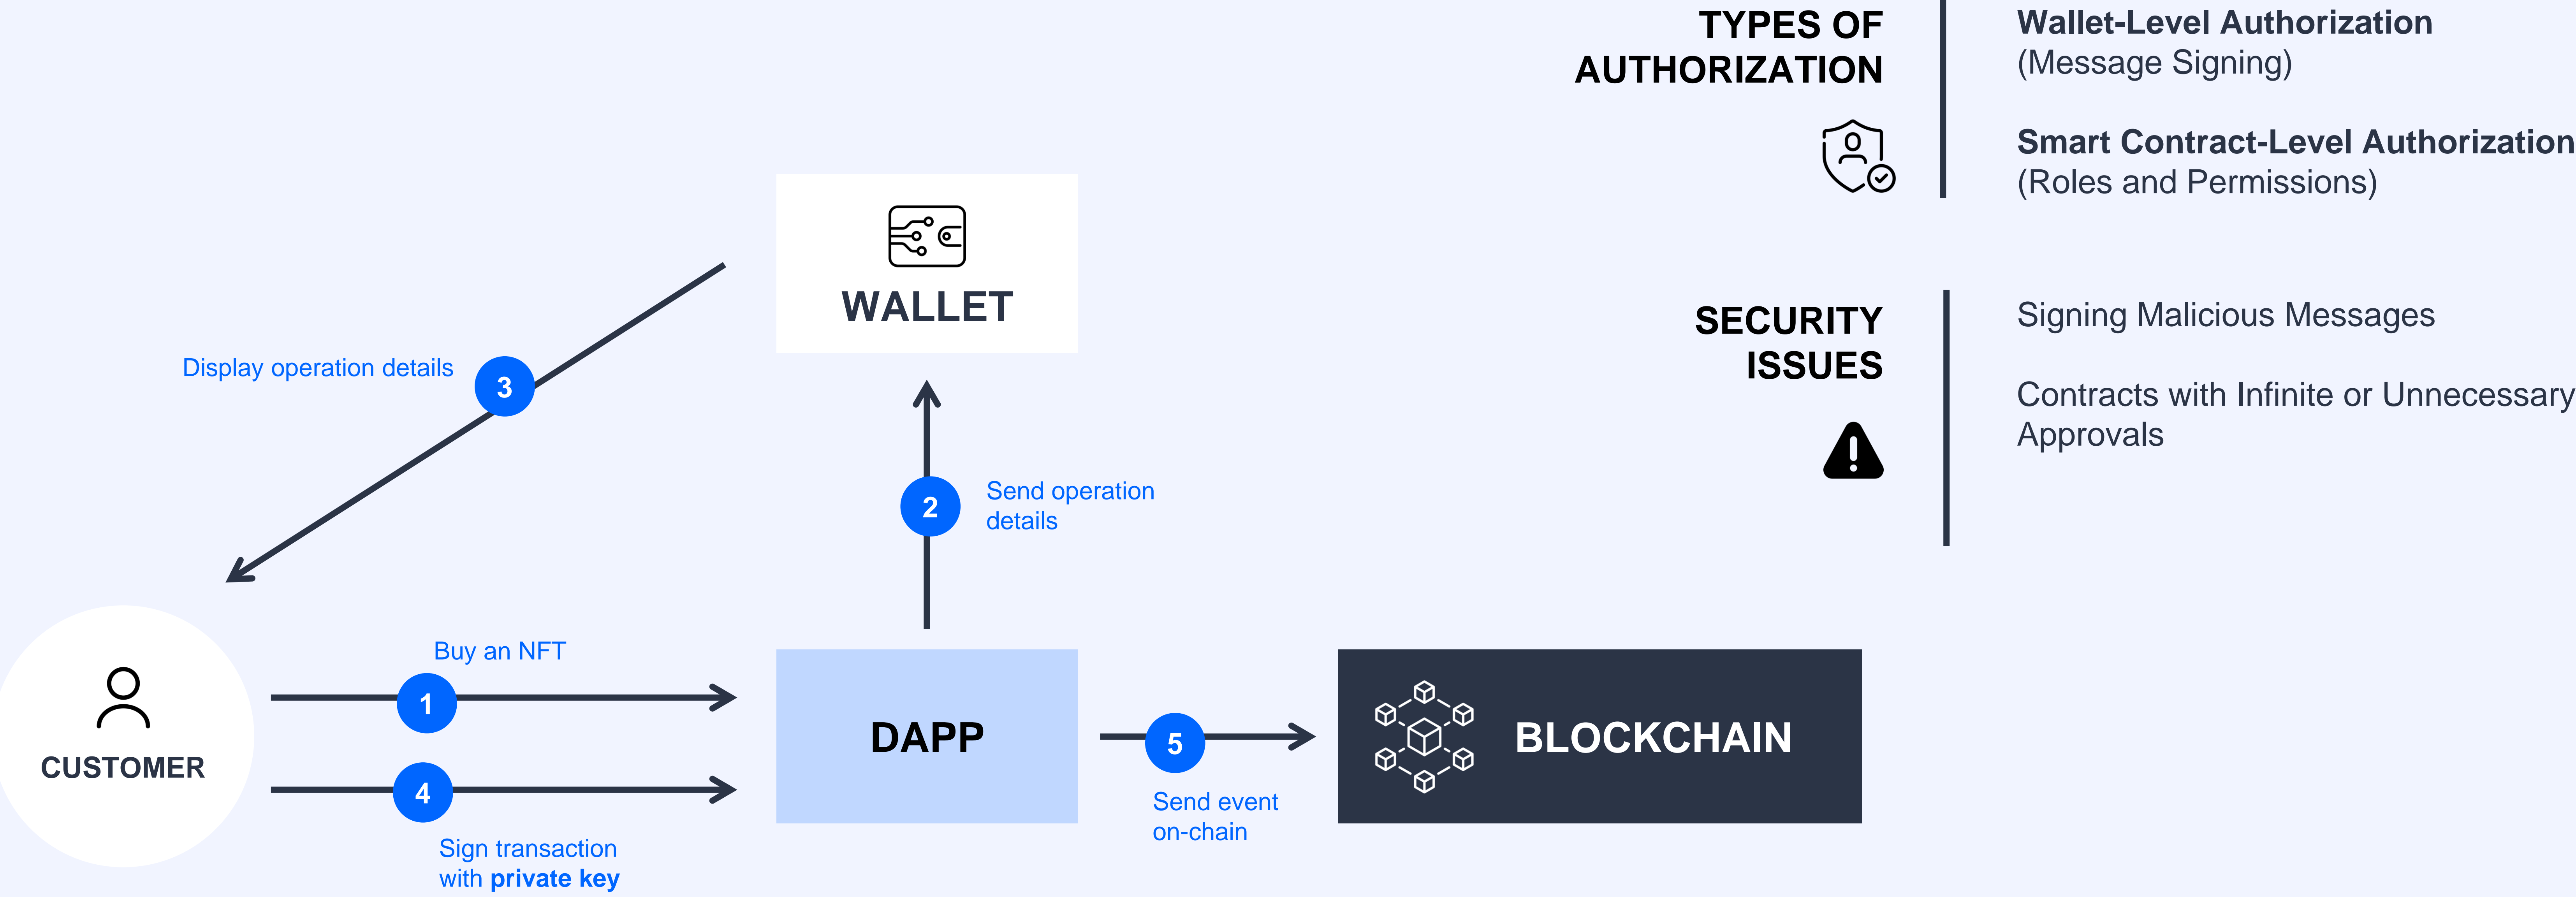 TYPES OF
AUTHORIZATION
Wallet-Level Authorization
(Message Signing)
Smart Contract-Level Authorization
(Roles and Permissions)
SECURITY
ISSUES
Signing Malicious Messages
Contracts with Infinite or Unnecessary
Approvals
WALLET
Display operation details
3
2
Send operation
details
Buy an NFT
1
CUSTOMER
4
Sign transaction
with private key
DAPP
5
Send event
on-chain
BLOCKCHAIN